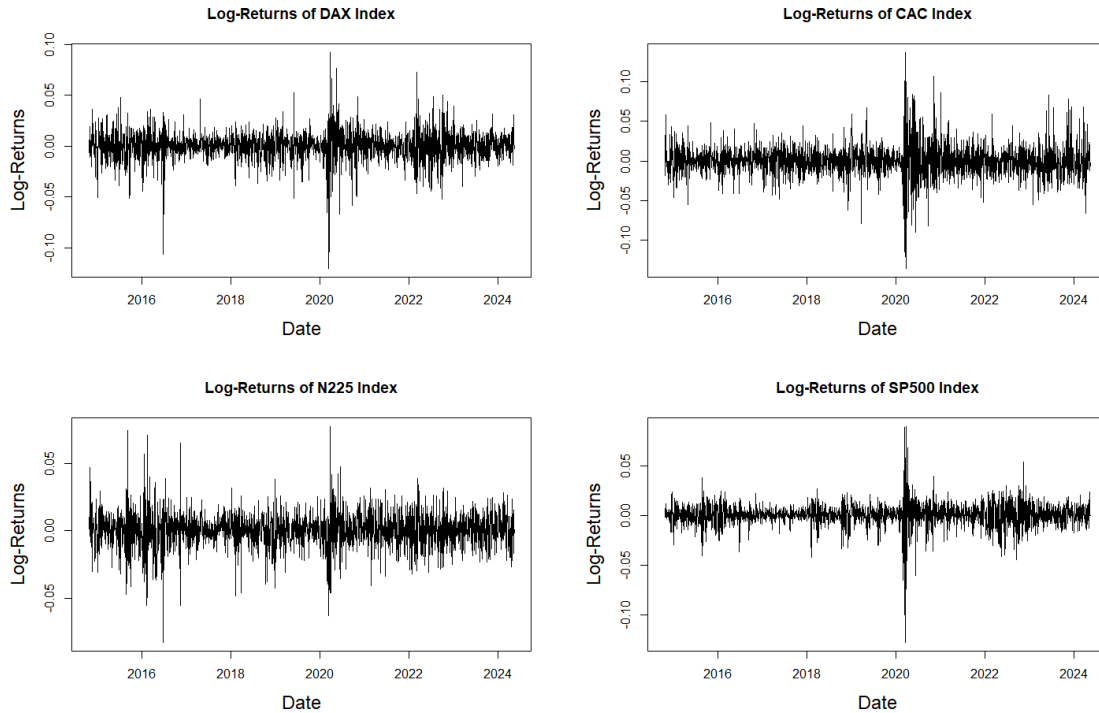 Log-Returns of DAX Index
Log-Returns
0.10
0.05
0.00
-0.05
-0.10
2016 2018 2020 2022 2024
Date
Log-Returns of CAC Index
Log-Returns
0.10
0.05
0.00
-0.05
-0.10
2016 2018 2020 2022 2024
Date
Log-Returns of N225 Index
Log-Returns
0.05
0.00
-0.05
2016 2018 2020 2022 2024
Date
Log-Returns of SP500 Index
Log-Returns
0.05
0.00
-0.05
-0.10
2016 2018 2020 2022 2024
Date